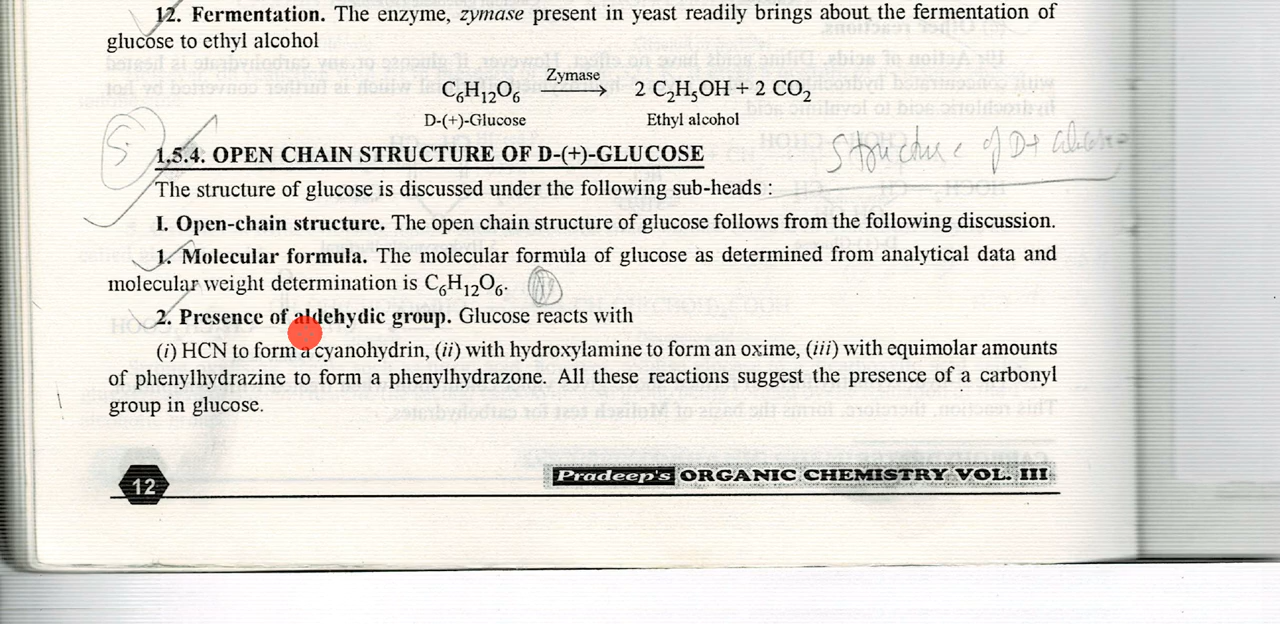 12. Fermentation. The enzyme, zymase present in yeast readily brings about the fermentation of
glucose to ethyl alcohol
C₆H₁₂O₆ Zymase → 2 C₂H₅OH + 2 CO₂
D-(+)-Glucose Ethyl alcohol
5.
1.5.4. OPEN CHAIN STRUCTURE OF D-(+)-GLUCOSE
Structure of D+
The structure of glucose is discussed under the following sub-heads :
I. Open-chain structure. The open chain structure of glucose follows from the following discussion.
1. Molecular formula. The molecular formula of glucose as determined from analytical data and
molecular weight determination is C₆H₁₂O₆.
2. Presence of aldehydic group. Glucose reacts with
(i) HCN to form a cyanohydrin, (ii) with hydroxylamine to form an oxime, (iii) with equimolar amounts
of phenylhydrazine to form a phenylhydrazone. All these reactions suggest the presence of a carbonyl
group in glucose.
12 Pradeep's ORGANIC CHEMISTRY VOL. III